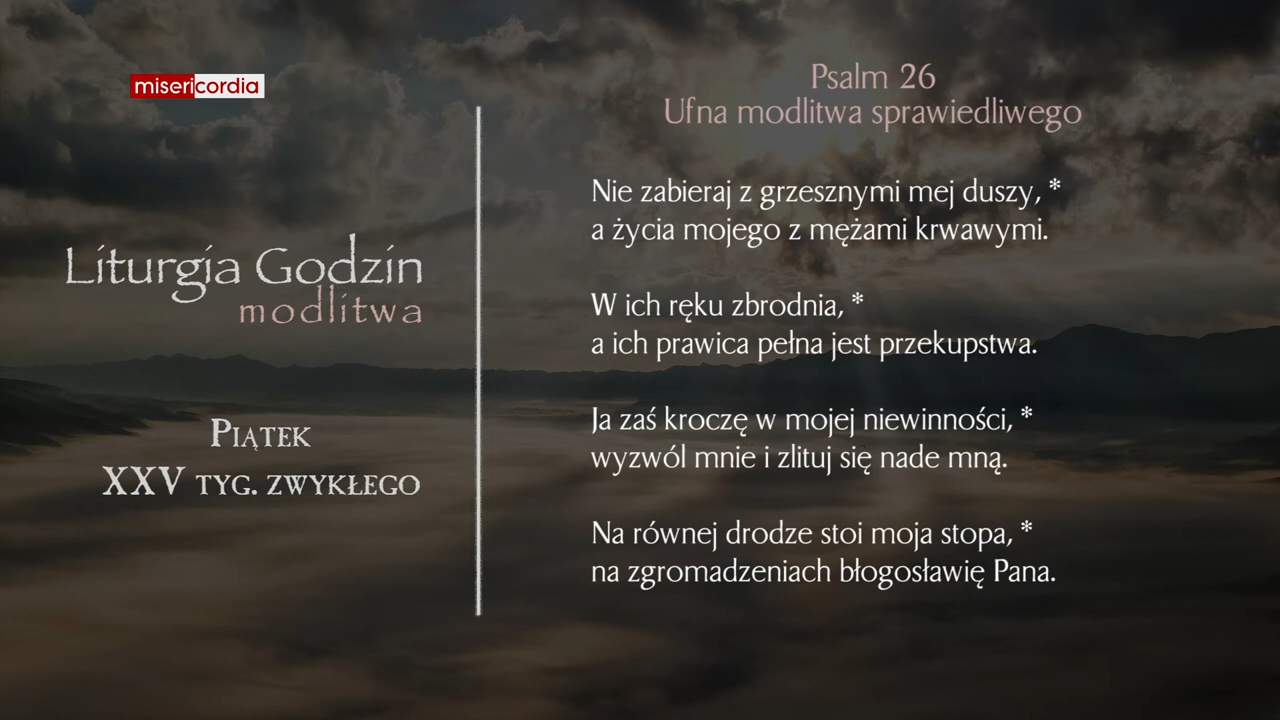 misericordia
Liturgia Godzin
modlitwa
Piątek
XXV tyg. zwykłego
Psalm 26
Ufna modlitwa sprawiedliwego
Nie zabieraj z grzesznymi mej duszy, *
a życia mojego z mężami krwawymi.
W ich ręku zbrodnia, *
a ich prawica pełna jest przekupstwa.
Ja zaś kroczę w mojej niewinności, *
wyzwól mnie i zlituj się nade mną.
Na równej drodze stoi moja stopa, *
na zgromadzeniach błogosławię Pana.